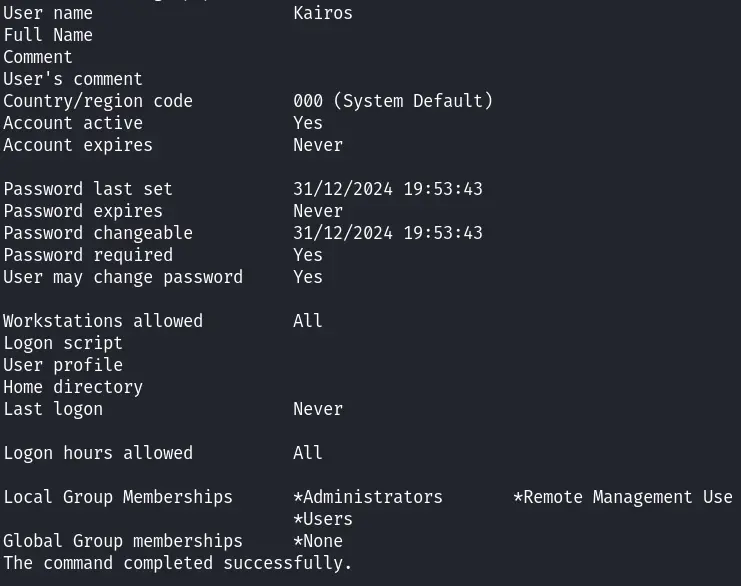 User name                    Kairos
Full Name
Comment
User's comment
Country/region code          000 (System Default)
Account active               Yes
Account expires              Never
Password last set            31/12/2024 19:53:43
Password expires             Never
Password changeable          31/12/2024 19:53:43
Password required            Yes
User may change password     Yes
Workstations allowed         All
Logon script
User profile
Home directory
Last logon                   Never
Logon hours allowed          All
Local Group Memberships      *Administrators       *Remote Management Use
                             *Users
Global Group memberships     *None
The command completed successfully.